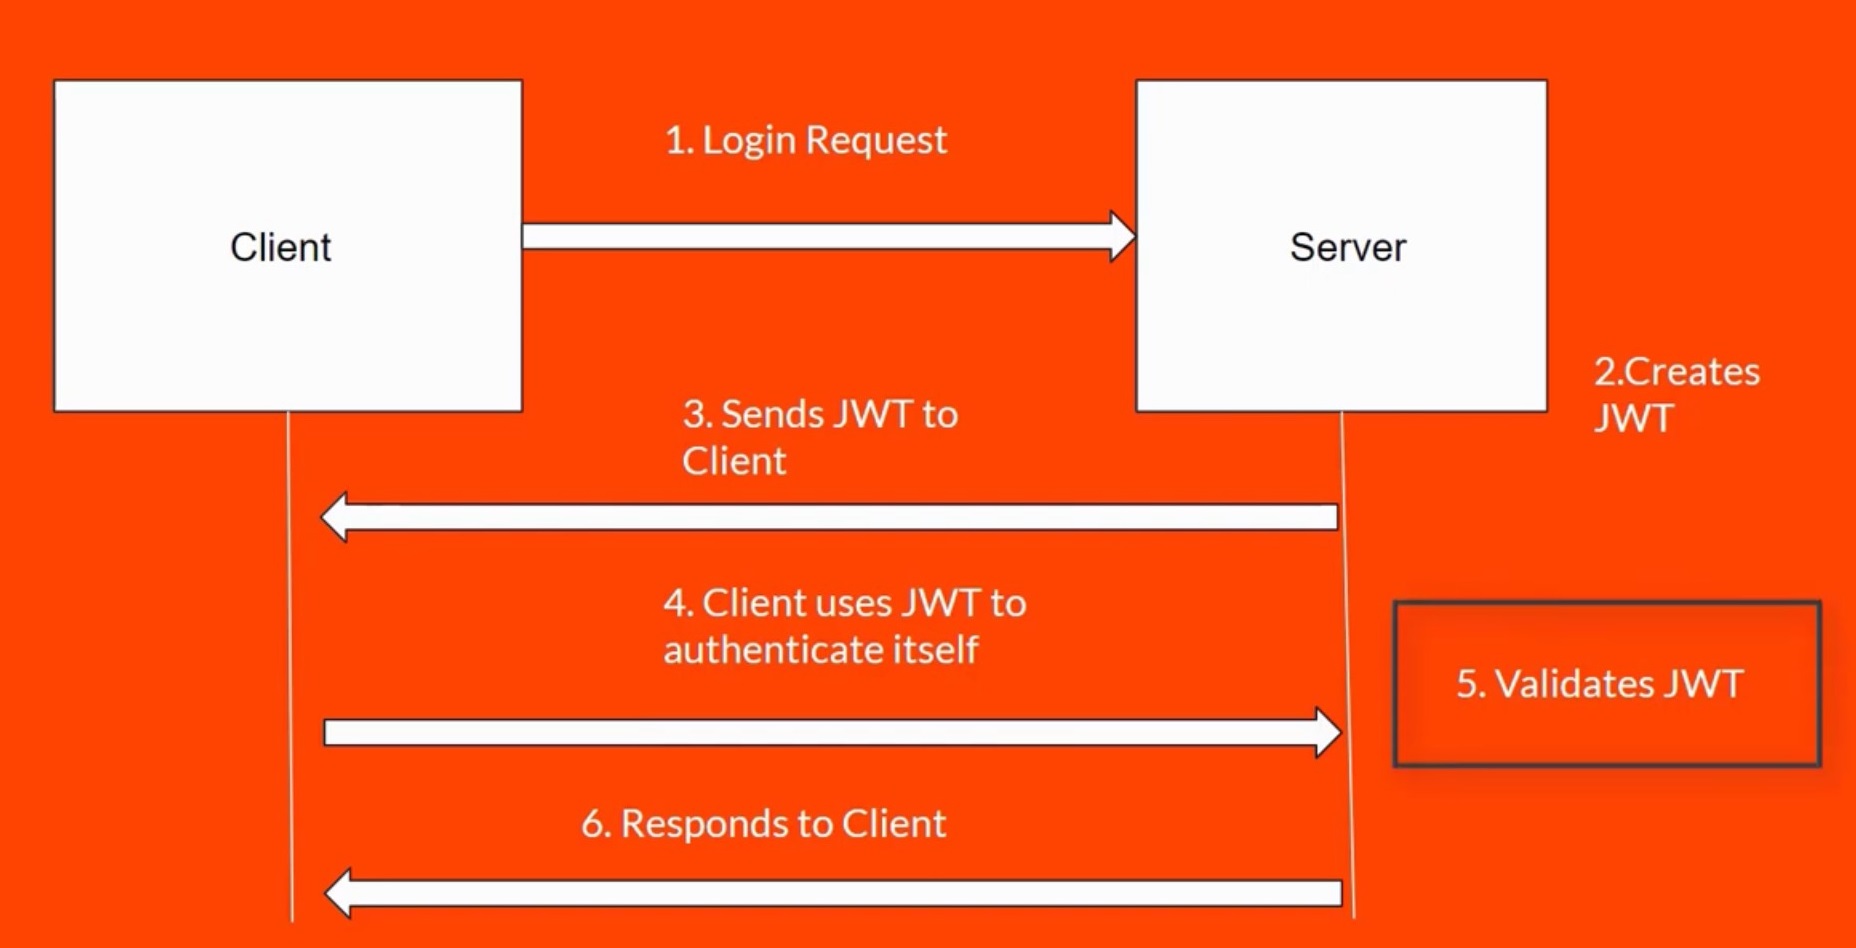 1. Login Request
Client
Server
2.Creates
JWT
3. Sends JWT to
Client
4. Client uses JWT to
authenticate itself
5. Validates JWT
6. Responds to Client